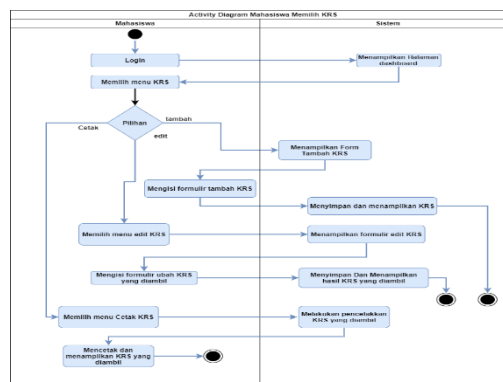 Activity Diagram Mahasiswa Memilih KRS
Mahasiswa
Sistem
Login
Menampilkan Halaman
dashboard
Memilih menu KRS
Pilihan
tambah
Cetak
edit
Menampilkan Form
Tambah KRS
Mengisi formulir tambah KRS
Menyimpan dan menampilkan KRS
Memilih menu edit KRS
Menampilkan formulir edit KRS
Mengisi formulir ubah KRS
yang diambil
Menyimpan Dan Menampilkan
hasil KRS yang diambil
Memilih menu Cetak KRS
Melakukan pencetakkan
KRS yang diambil
Mencetak dan
menampilkan KRS yang
diambil